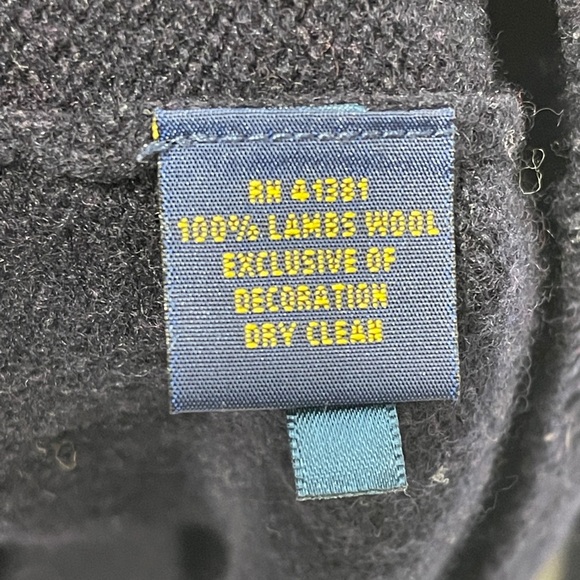 RN 41381
100% LAMBS WOOL
EXCLUSIVE OF
DECORATION
DRY CLEAN